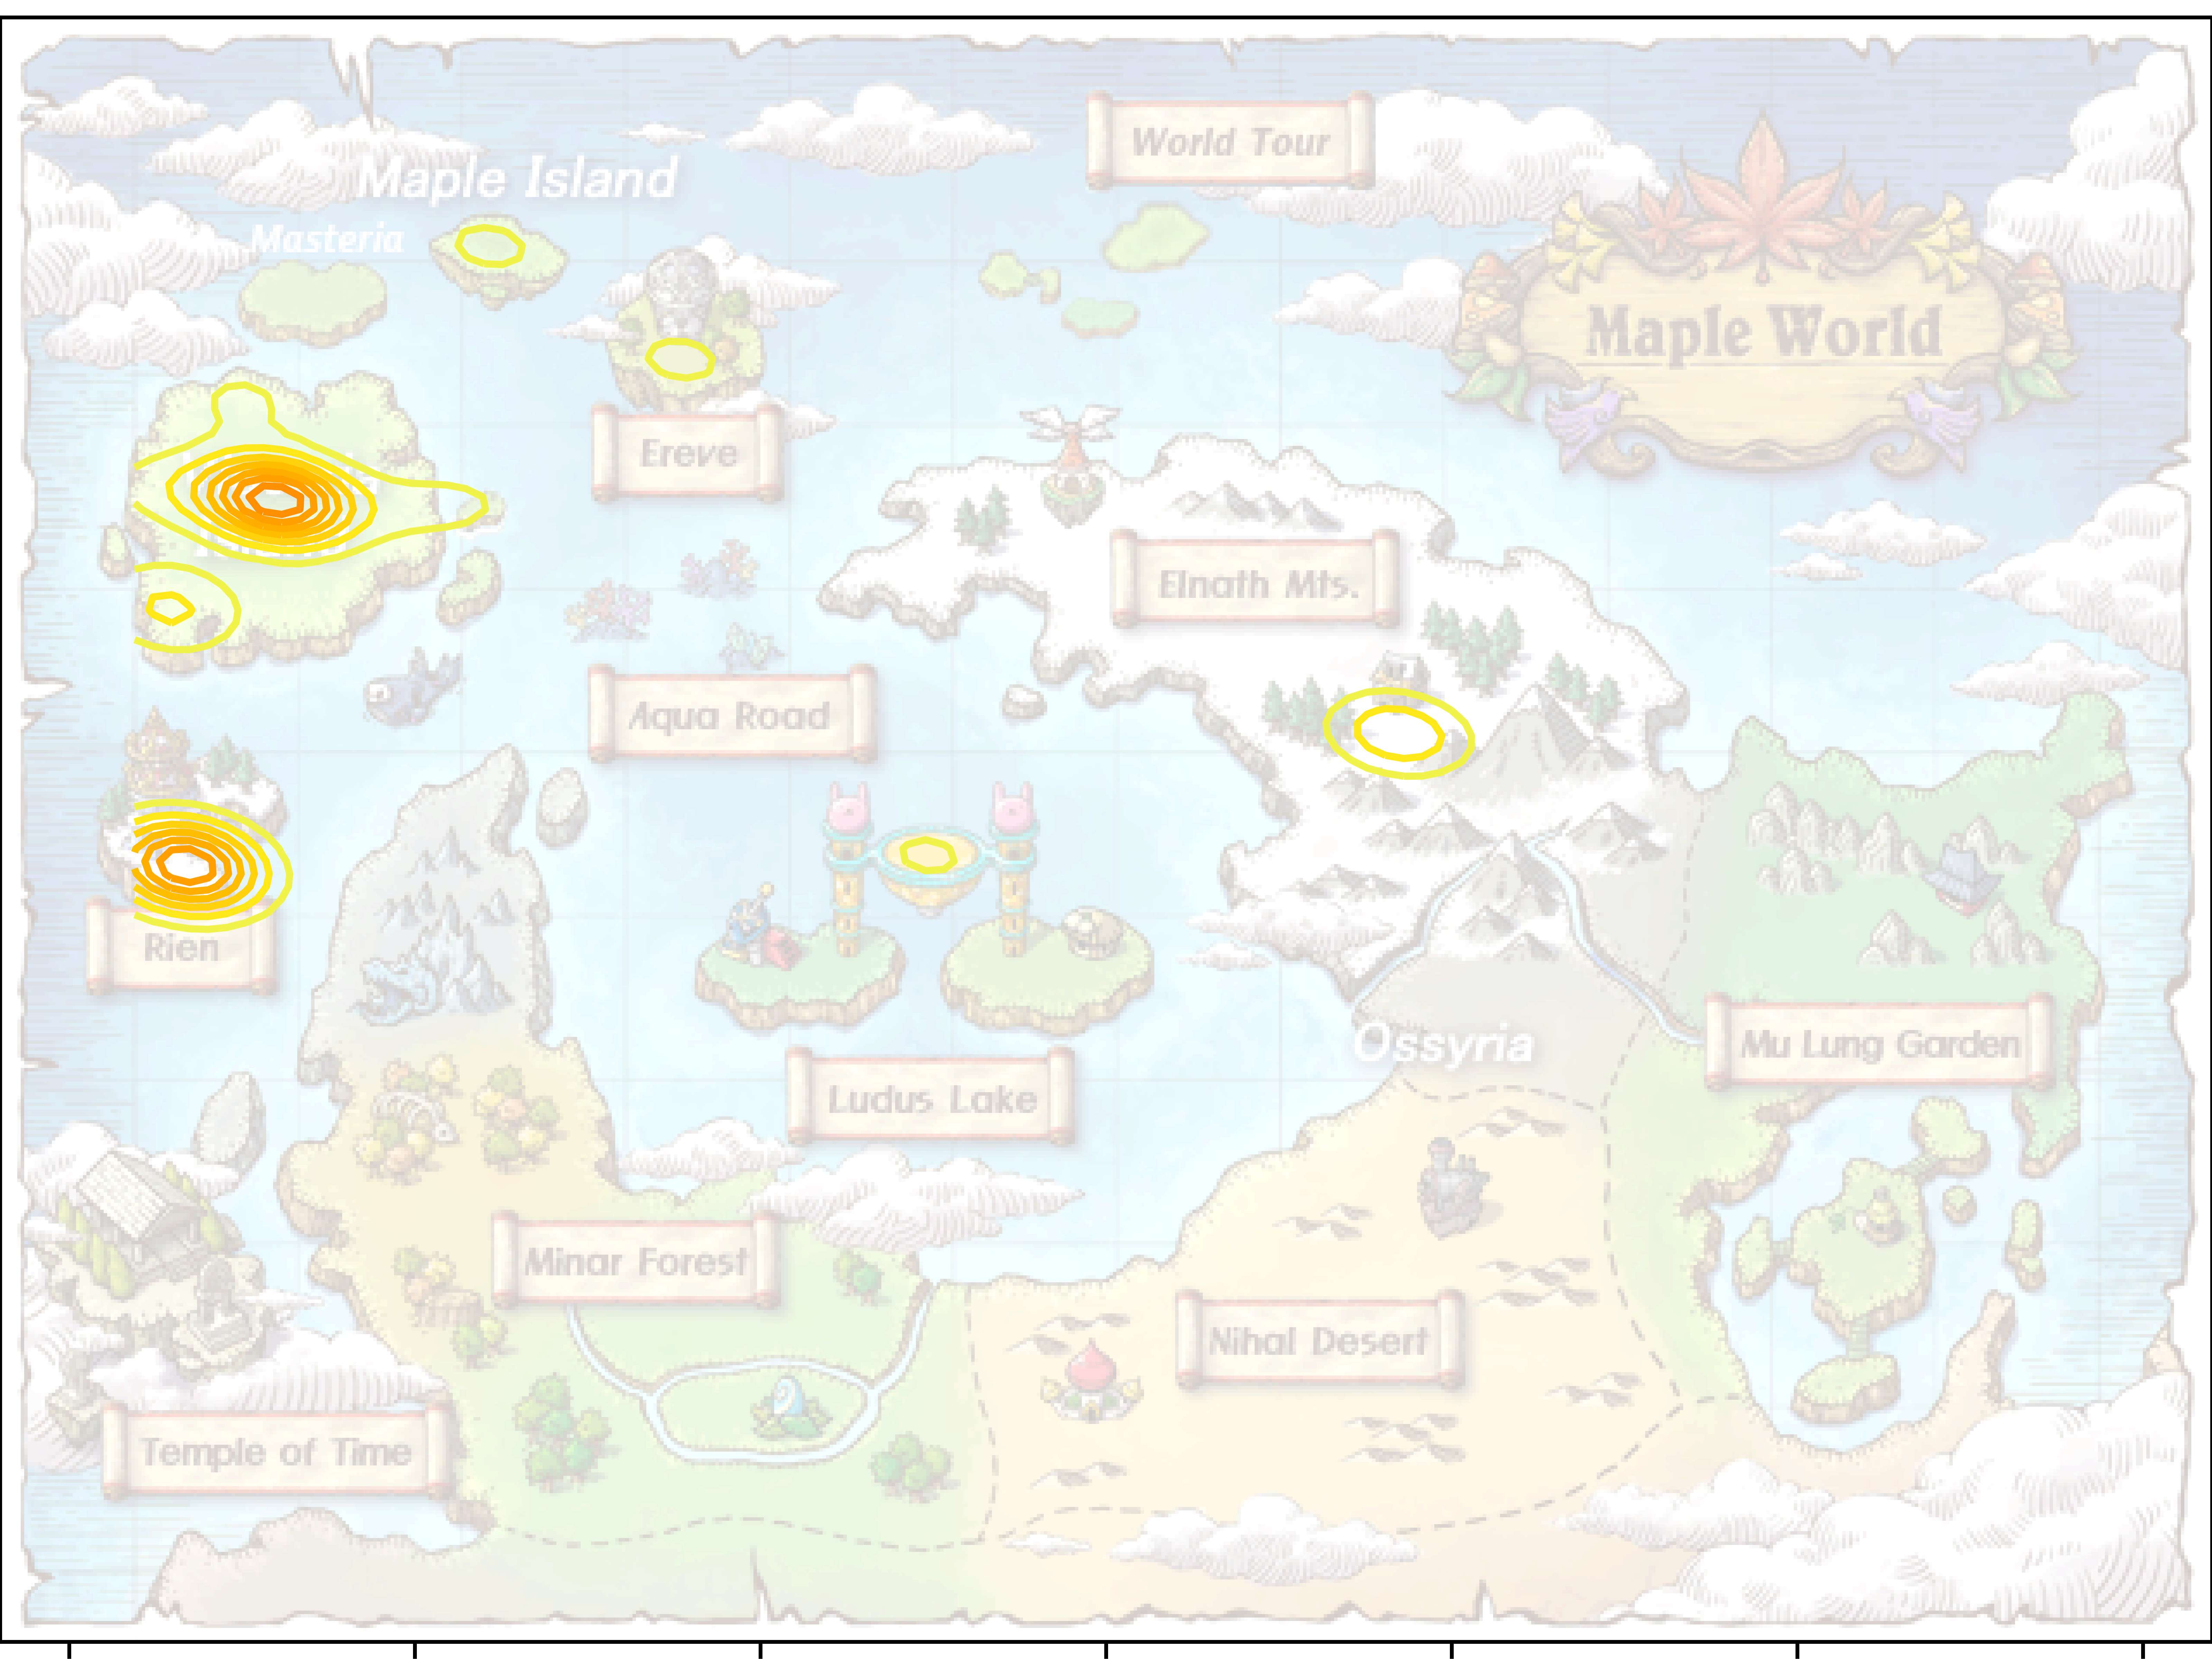 World Tour
Maple Island
Masteria
Maple World
Ereve
Elnath Mts.
Aqua Road
Rien
Ossyria
Mu Lung Garden
Ludus Lake
Minar Forest
Nihal Desert
Temple of Time